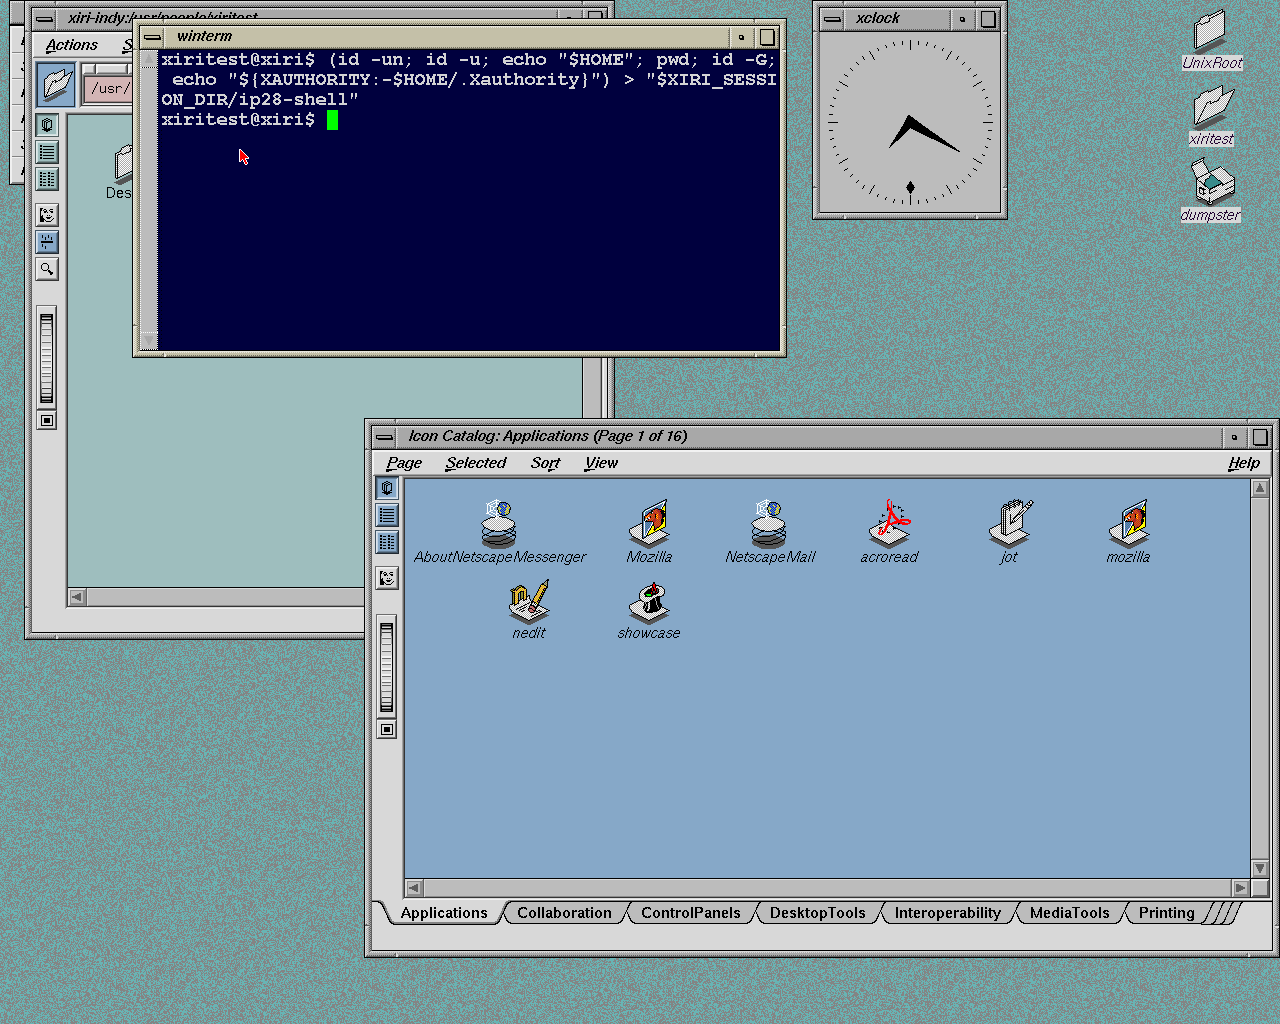 xiri-indy:/usr/people/xiritest
Actions
/usr/
winterm
xiritest@xiri$ (id -un; id -u; echo "$HOME"; pwd; id -G;
 echo "${XAUTHORITY:-$HOME/.Xauthority}") > "$XIRI_SESSI
ON_DIR/ip28-shell"
xiritest@xiri$
xclock
UnixRoot
xiritest
dumpster
Icon Catalog: Applications (Page 1 of 16)
Page Selected Sort View Help
AboutNetscapeMessenger Mozilla NetscapeMail acroread jot mozilla
nedit showcase
Applications Collaboration ControlPanels DesktopTools Interoperability MediaTools Printing